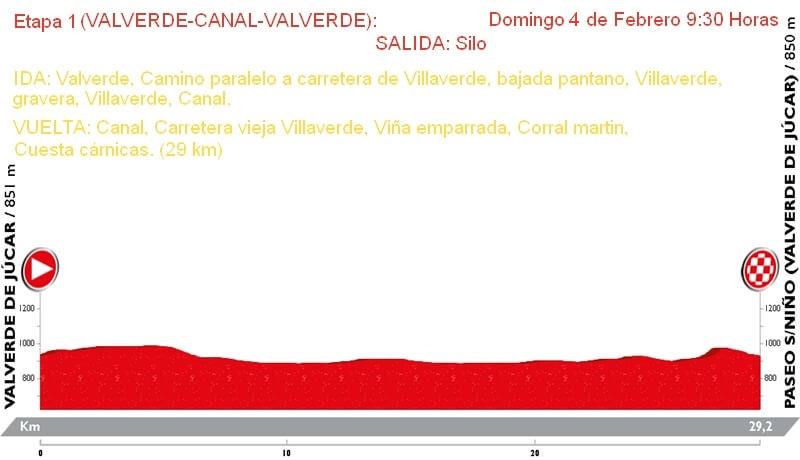 Etapa 1 (VALVERDE-CANAL-VALVERDE): Domingo 4 de Febrero 9:30 Horas
SALIDA: Silo
IDA: Valverde, Camino paralelo a carretera de Villaverde, bajada pantano, Villaverde,
gravera, Villaverde, Canal.
VUELTA: Canal, Carretera vieja Villaverde, Viña emparrada, Corral martin,
Cuesta cárnicas. (29 km)
VALVERDE DE JÚCAR / 851 m
PASEO S/NIÑO (VALVERDE DE JÚCAR) / 850 m
1200 1200
1000 1000
800 800
Km 29,2
0 10 20